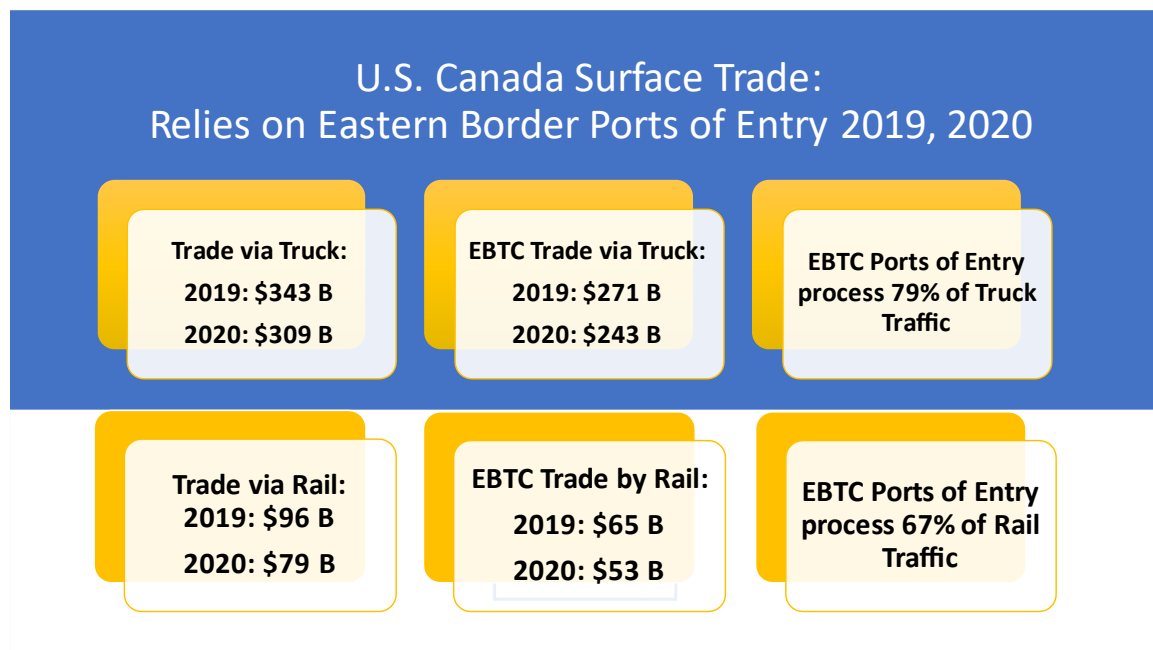 U.S. Canada Surface Trade:
Relies on Eastern Border Ports of Entry 2019, 2020
Trade via Truck:
2019: $343 B
2020: $309 B
EBTC Trade via Truck:
2019: $271 B
2020: $243 B
EBTC Ports of Entry
process 79% of Truck
Traffic
Trade via Rail:
2019: $96 B
2020: $79 B
EBTC Trade by Rail:
2019: $65 B
2020: $53 B
EBTC Ports of Entry
process 67% of Rail
Traffic